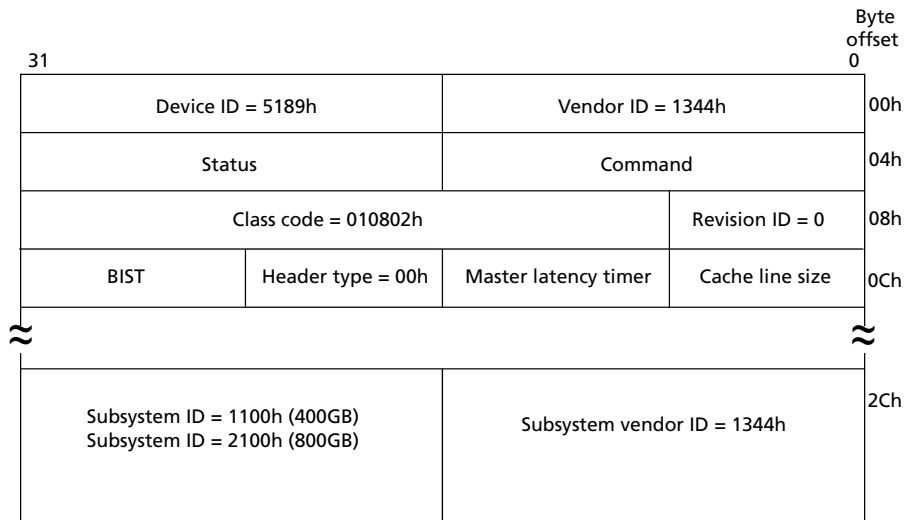 Byte
offset
31 0
Device ID = 5189h Vendor ID = 1344h 00h
Status Command 04h
Class code = 010802h Revision ID = 0 08h
BIST Header type = 00h Master latency timer Cache line size 0Ch
≈ ≈
2Ch
Subsystem ID = 1100h (400GB)
Subsystem ID = 2100h (800GB)
Subsystem vendor ID = 1344h